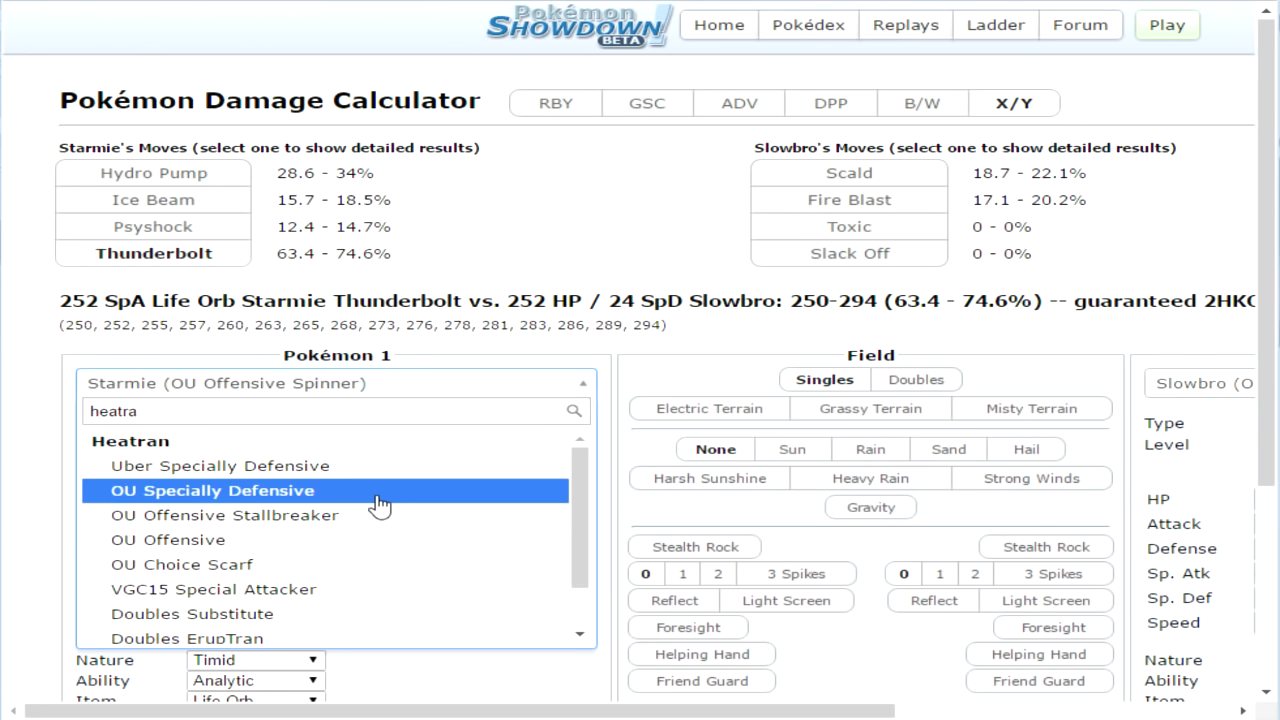 Pokémon
SHOWDOWN!
BETA
Home Pokédex Replays Ladder Forum Play
Pokémon Damage Calculator RBY GSC ADV DPP B/W X/Y
Starmie's Moves (select one to show detailed results) Slowbro's Moves (select one to show detailed results)
Hydro Pump 28.6 - 34% Scald 18.7 - 22.1%
Ice Beam 15.7 - 18.5% Fire Blast 17.1 - 20.2%
Psyshock 12.4 - 14.7% Toxic 0 - 0%
Thunderbolt 63.4 - 74.6% Slack Off 0 - 0%
252 SpA Life Orb Starmie Thunderbolt vs. 252 HP / 24 SpD Slowbro: 250-294 (63.4 - 74.6%) -- guaranteed 2HKO
(250, 252, 255, 257, 260, 263, 265, 268, 273, 276, 278, 281, 283, 286, 289, 294)
Pokémon 1 Field
Starmie (OU Offensive Spinner) Singles Doubles Slowbro (O
heatra Electric Terrain Grassy Terrain Misty Terrain
Type
Heatran Level
None Sun Rain Sand Hail
Uber Specially Defensive Harsh Sunshine Heavy Rain Strong Winds
OU Specially Defensive Gravity HP
OU Offensive Stallbreaker Attack
OU Offensive Stealth Rock Stealth Rock Defense
OU Choice Scarf 0 1 2 3 Spikes 0 1 2 3 Spikes Sp. Atk
VGC15 Special Attacker Reflect Light Screen Reflect Light Screen Sp. Def
Doubles Substitute Foresight Foresight Speed
Doubles ErupTran
Nature Timid Helping Hand Helping Hand Nature
Ability Analytic Friend Guard Friend Guard Ability
Item Life Orb Item